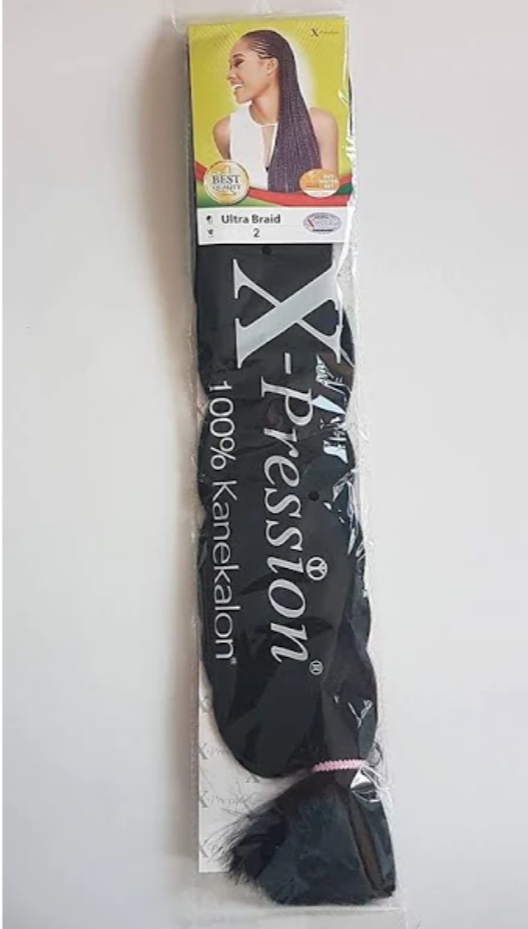 X-Pression
BEST
QUALITY
Ultra Braid
2
X-Pression®
100% Kanekalon®